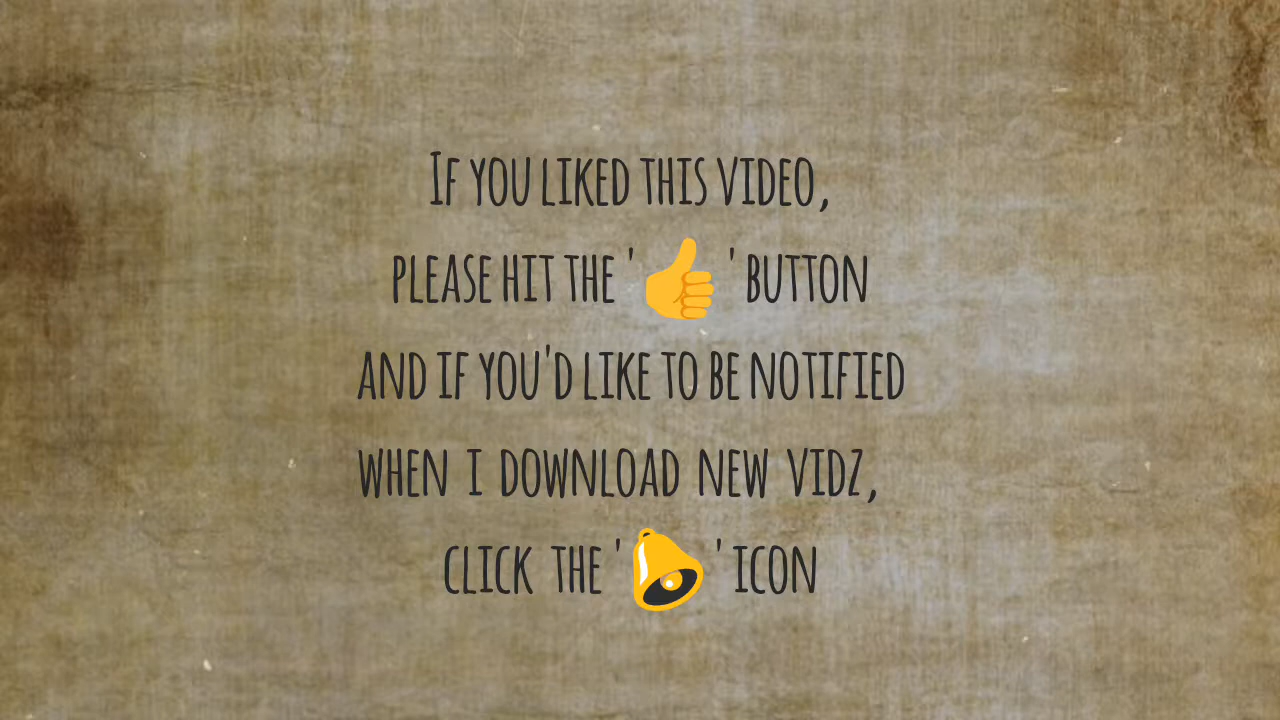 If you liked this video,
please hit the '👍' button
and if you'd like to be notified
when i download new vidz,
click the '🔔' icon